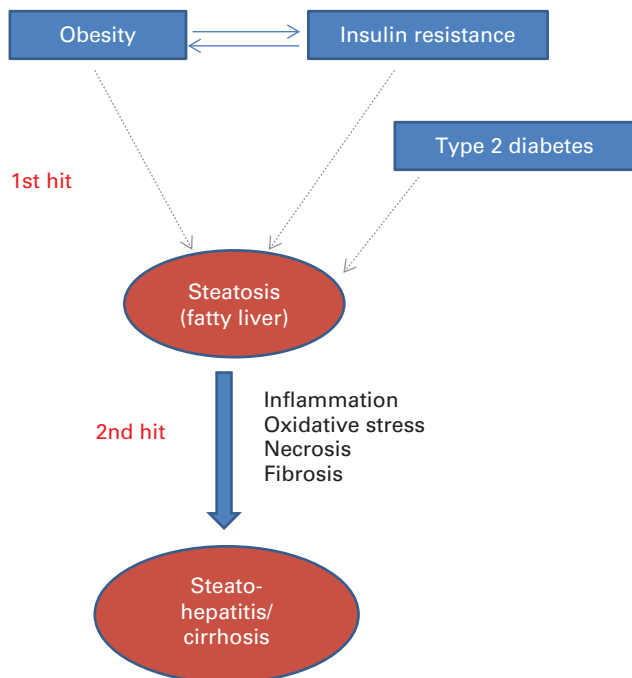 Obesity
Insulin resistance
Type 2 diabetes
1st hit
Steatosis
(fatty liver)
2nd hit
Inflammation
Oxidative stress
Necrosis
Fibrosis
Steato-
hepatitis/
cirrhosis